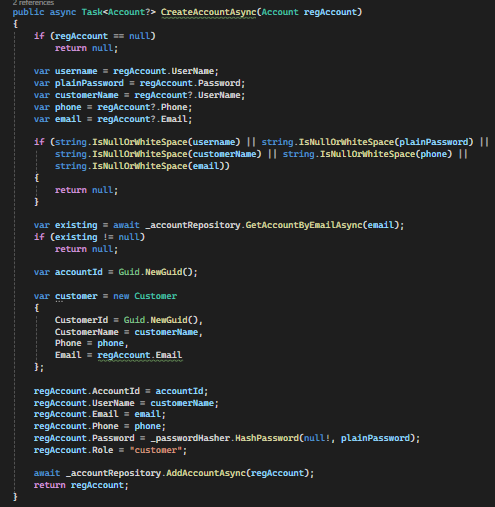 2 references
public async Task<Account?> CreateAccountAsync(Account regAccount)
{
    if (regAccount == null)
        return null;

    var username = regAccount.UserName;
    var plainPassword = regAccount.Password;
    var customerName = regAccount?.UserName;
    var phone = regAccount?.Phone;
    var email = regAccount?.Email;

    if (string.IsNullOrWhiteSpace(username) || string.IsNullOrWhiteSpace(plainPassword) ||
        string.IsNullOrWhiteSpace(customerName) || string.IsNullOrWhiteSpace(phone) ||
        string.IsNullOrWhiteSpace(email))
    {
        return null;
    }

    var existing = await _accountRepository.GetAccountByEmailAsync(email);
    if (existing != null)
        return null;

    var accountId = Guid.NewGuid();

    var customer = new Customer
    {
        CustomerId = Guid.NewGuid(),
        CustomerName = customerName,
        Phone = phone,
        Email = regAccount.Email
    };

    regAccount.AccountId = accountId;
    regAccount.UserName = customerName;
    regAccount.Email = email;
    regAccount.Phone = phone;
    regAccount.Password = _passwordHasher.HashPassword(null!, plainPassword);
    regAccount.Role = "customer";

    await _accountRepository.AddAccountAsync(regAccount);
    return regAccount;
}